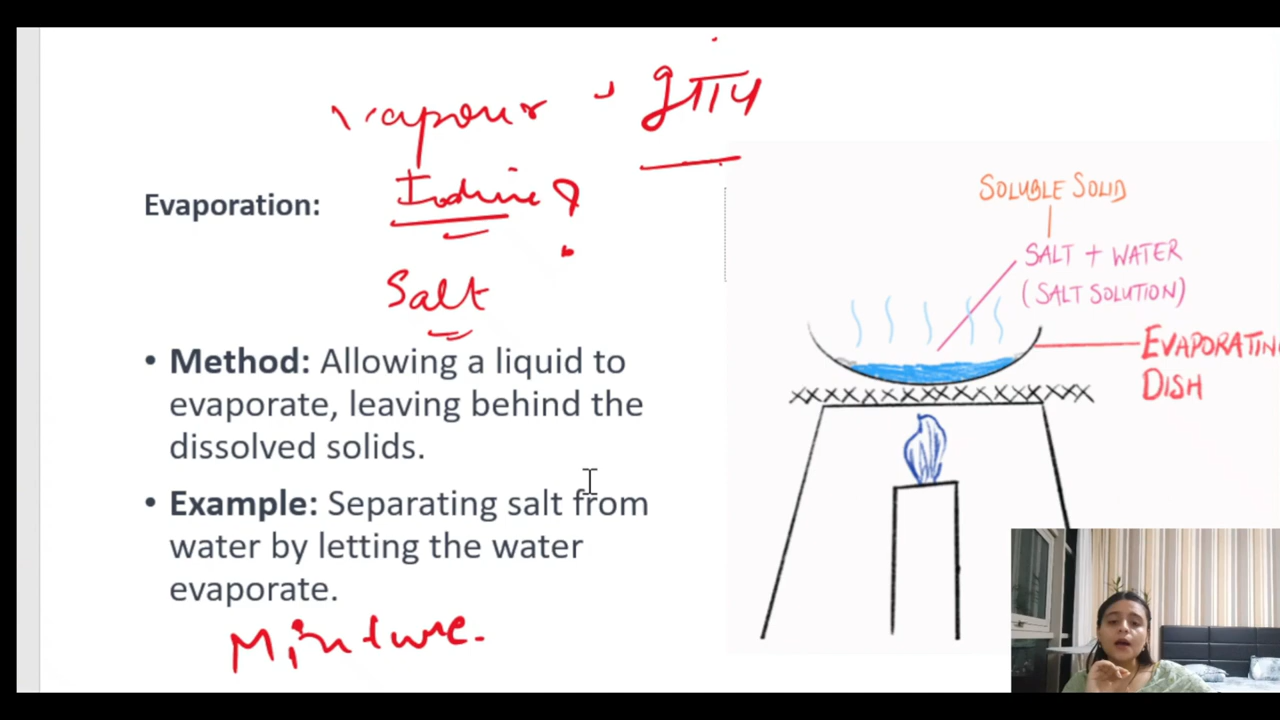 Vapour
Iodine
Evaporation:
Salt
• Method: Allowing a liquid to
evaporate, leaving behind the
dissolved solids.
• Example: Separating salt from
water by letting the water
evaporate.
Mixture.
SOLUBLE SOLID
SALT + WATER
(SALT SOLUTION)
EVAPORATIN
DISH